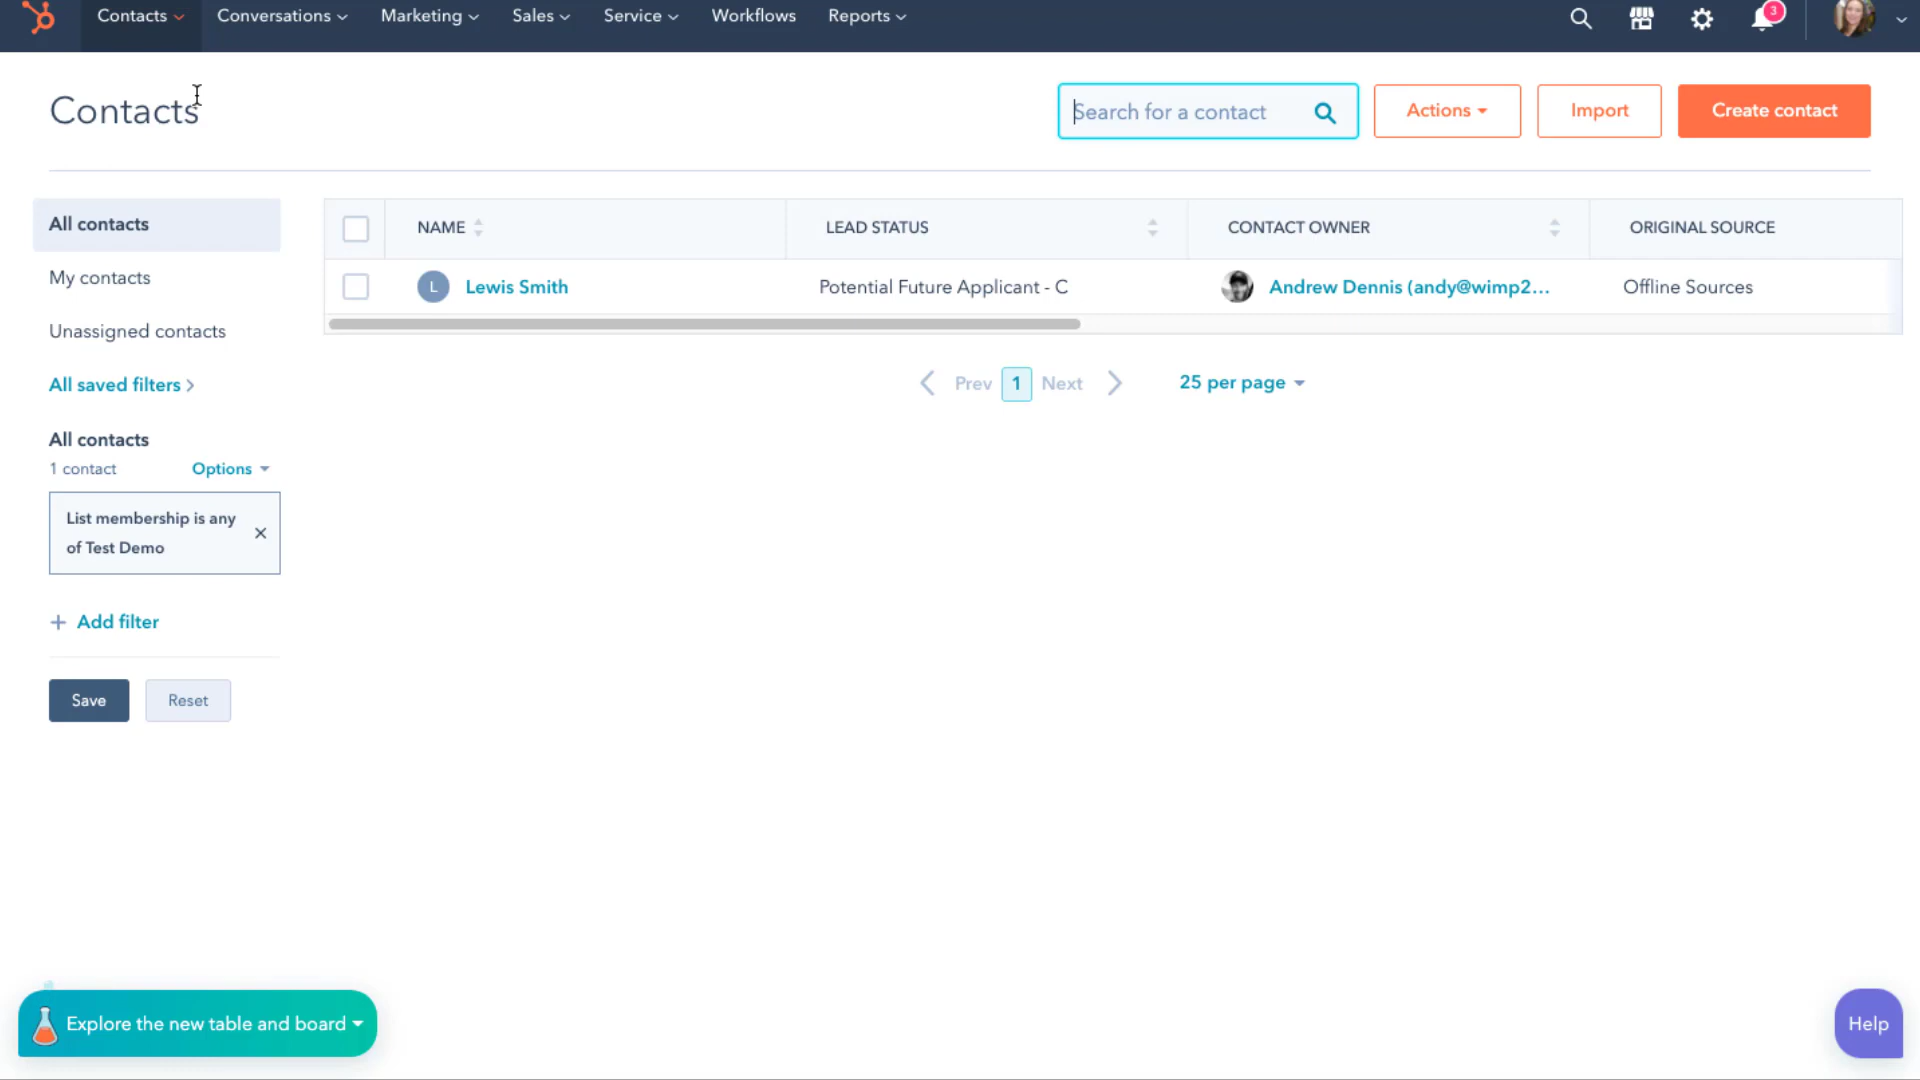 Contacts Conversations Marketing Sales Service Workflows Reports 3
Contacts
Search for a contact
Actions
Import
Create contact
All contacts
My contacts
Unassigned contacts
All saved filters
All contacts
1 contact Options
List membership is any
of Test Demo
+ Add filter
Save Reset
NAME LEAD STATUS CONTACT OWNER ORIGINAL SOURCE
L Lewis Smith Potential Future Applicant - C Andrew Dennis (andy@wimp2... Offline Sources
Prev 1 Next 25 per page
Explore the new table and board
Help